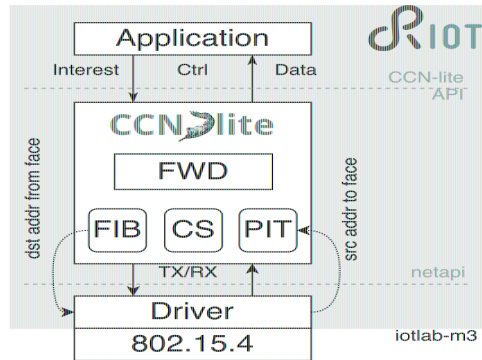 Application
RIOT
Interest Ctrl Data
CCN-lite
API
CCN lite
FWD
dst addr from face
FIB CS PIT
src addr to face
TX/RX
netapi
Driver
802.15.4
iotlab-m3